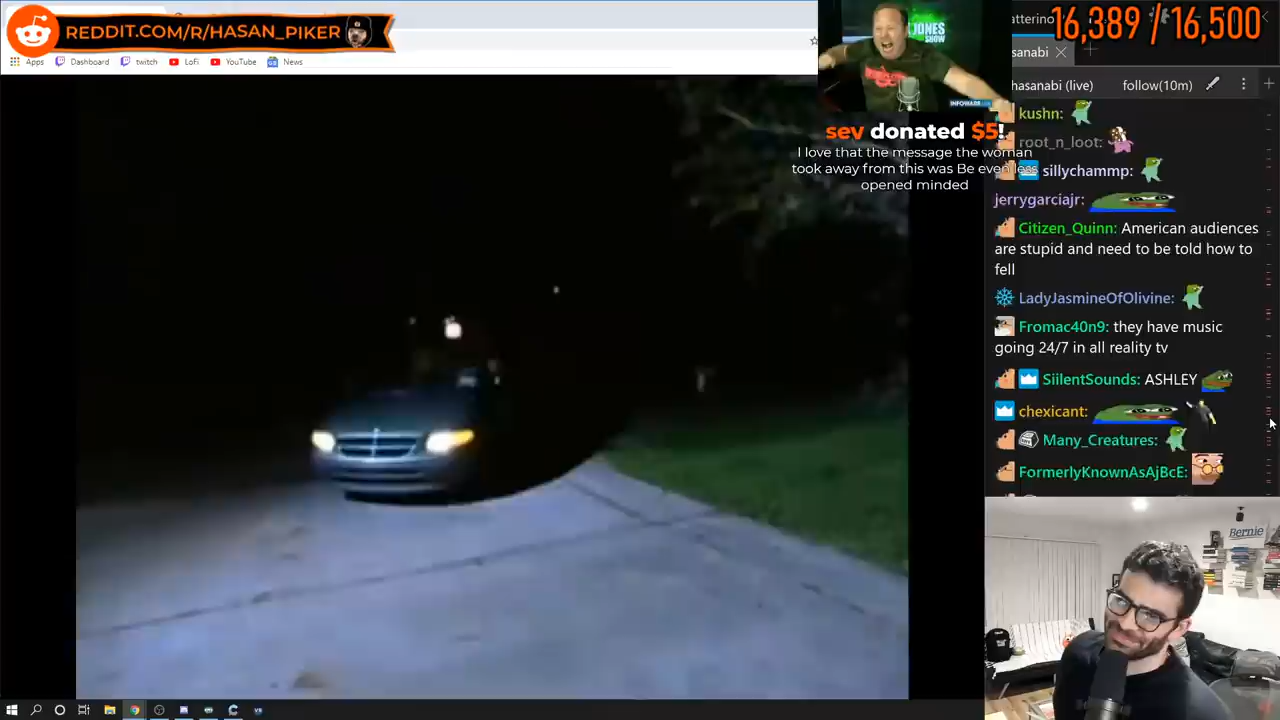 REDDIT.COM/R/HASAN_PIKER
Apps
Dashboard
twitch
Lofi
YouTube
News
JONES
SHOW
INFOWARS
sev donated $5!
I love that the message the woman
took away from this was Be even less
opened minded
atterino
16,389 / 16,500
asanabi
hasanabi (live)
follow(10m)
kushn:
root_n_loot:
sillychammp:
jerrygarciajr:
Citizen_Quinn: American audiences
are stupid and need to be told how to
fell
LadyJasmineOfOlivine:
Fromac40n9: they have music
going 24/7 in all reality tv
SiilentSounds: ASHLEY
chexicant:
Many_Creatures:
FormerlyKnownAsAjBcE:
Bernie